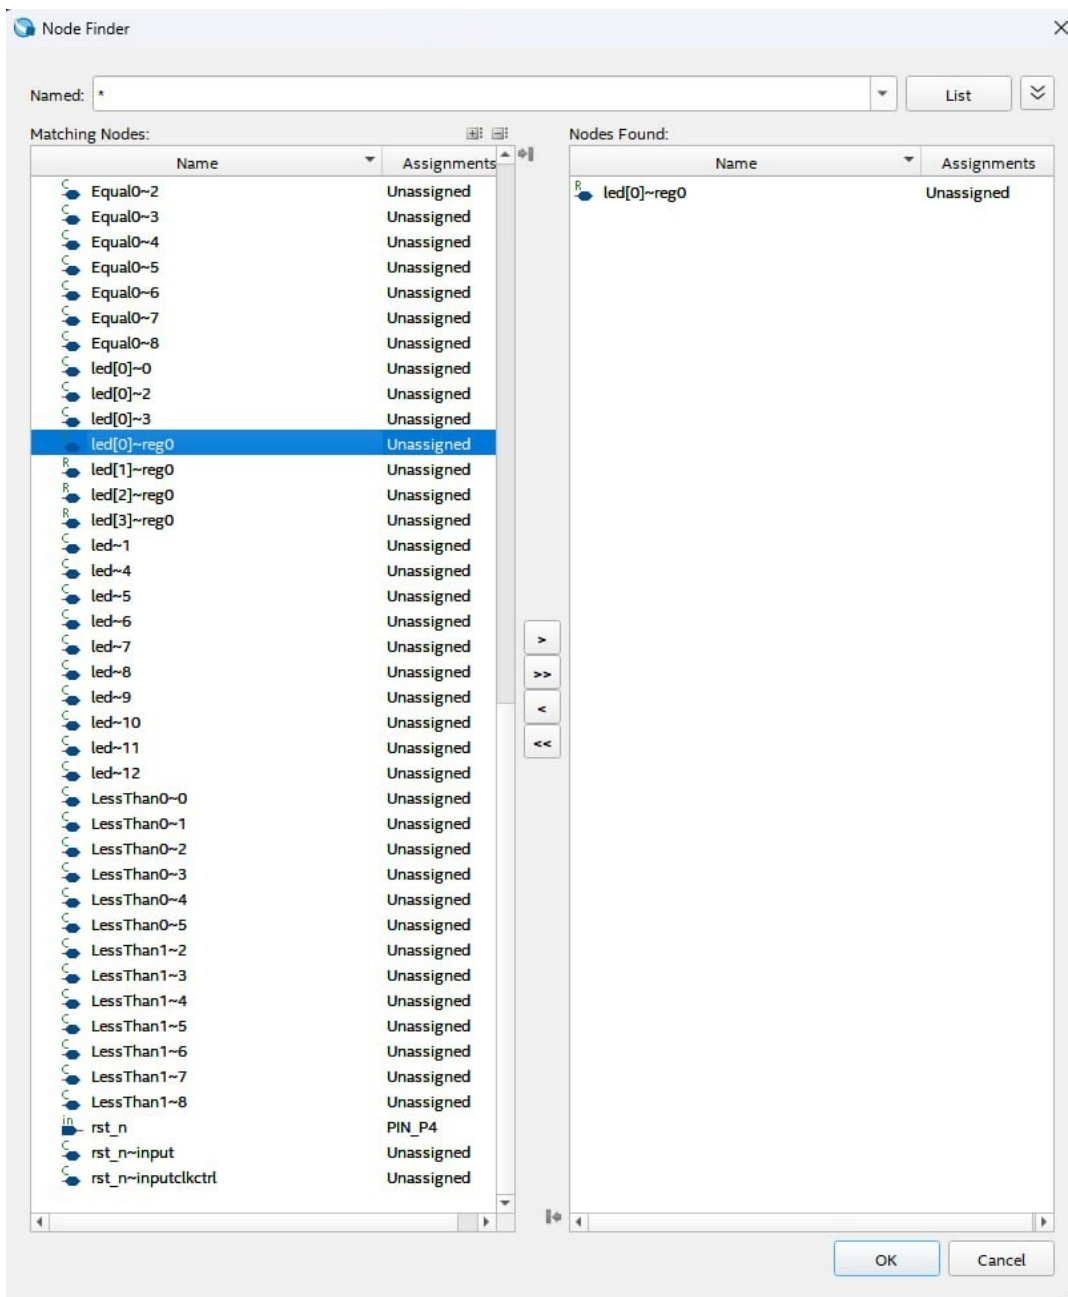 Node Finder
Named: * List
Matching Nodes:
Name Assignments
Equal0~2 Unassigned
Equal0~3 Unassigned
Equal0~4 Unassigned
Equal0~5 Unassigned
Equal0~6 Unassigned
Equal0~7 Unassigned
Equal0~8 Unassigned
led[0]~0 Unassigned
led[0]~2 Unassigned
led[0]~3 Unassigned
led[0]~reg0 Unassigned
led[1]~reg0 Unassigned
led[2]~reg0 Unassigned
led[3]~reg0 Unassigned
led~1 Unassigned
led~4 Unassigned
led~5 Unassigned
led~6 Unassigned
led~7 Unassigned
led~8 Unassigned
led~9 Unassigned
led~10 Unassigned
led~11 Unassigned
led~12 Unassigned
LessThan0~0 Unassigned
LessThan0~1 Unassigned
LessThan0~2 Unassigned
LessThan0~3 Unassigned
LessThan0~4 Unassigned
LessThan0~5 Unassigned
LessThan1~2 Unassigned
LessThan1~3 Unassigned
LessThan1~4 Unassigned
LessThan1~5 Unassigned
LessThan1~6 Unassigned
LessThan1~7 Unassigned
LessThan1~8 Unassigned
rst_n PIN_P4
rst_n~input Unassigned
rst_n~inputclkctrl Unassigned
>
>>
<
<<
Nodes Found:
Name Assignments
led[0]~reg0 Unassigned
OK Cancel